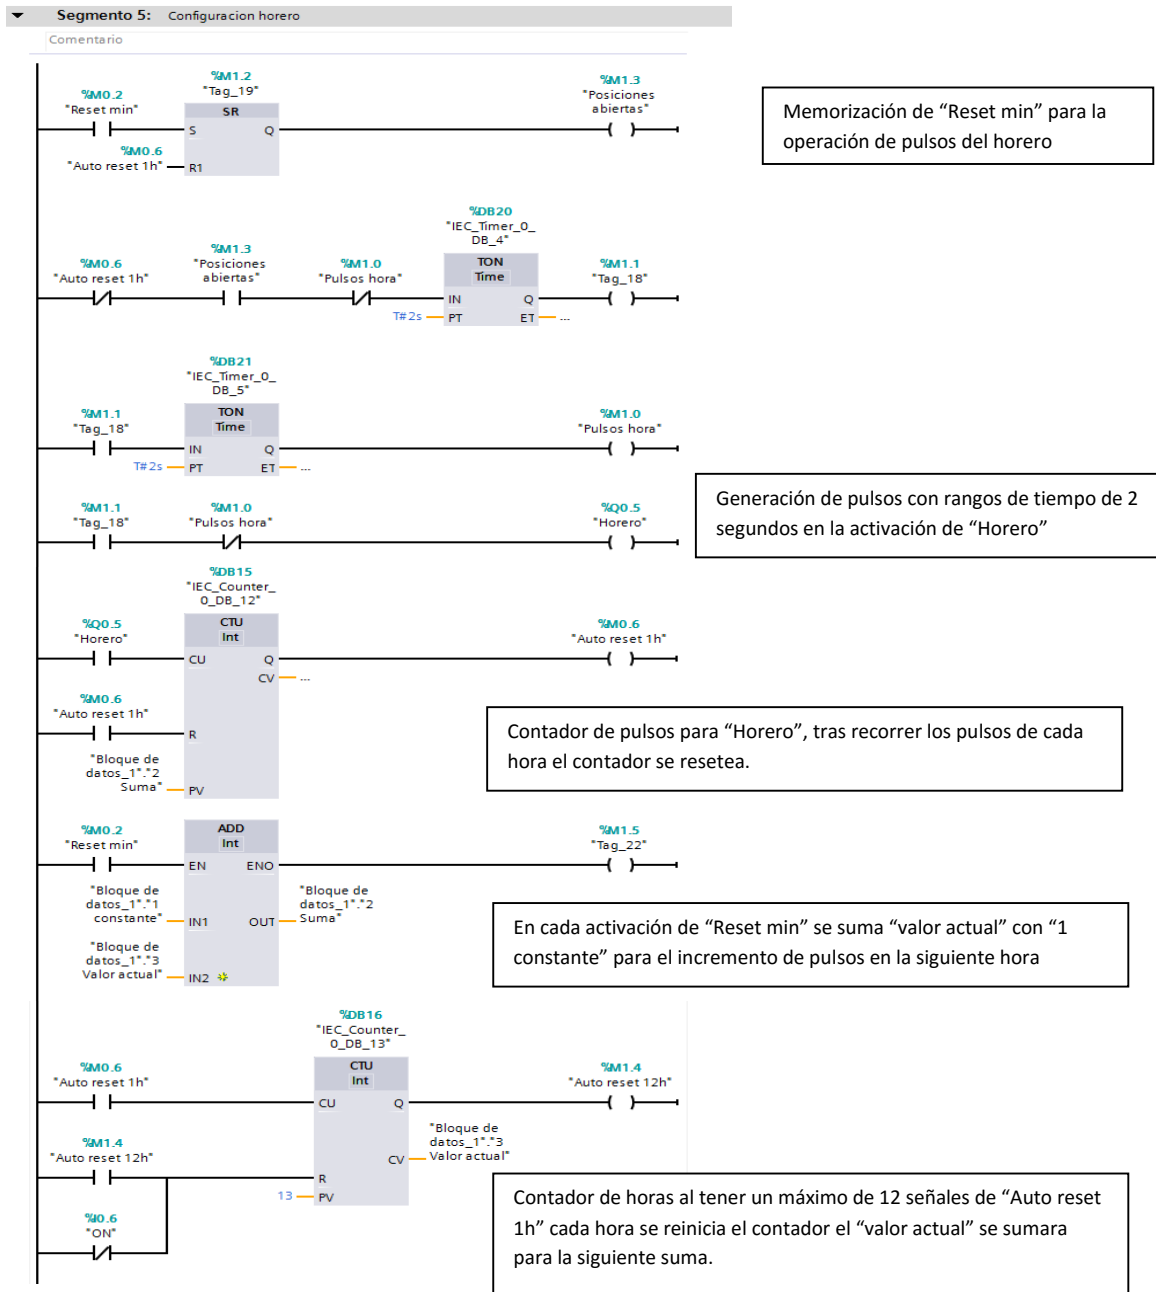 Segmento 5: Configuracion horero
Comentario
%M0.2
"Reset min"
%M1.2
"Tag_19"
SR
S Q
%M0.6
"Auto reset 1h"
R1
%M1.3
"Posiciones
abiertas"
Memorización de “Reset min” para la
operación de pulsos del horero
%M0.6
"Auto reset 1h"
%M1.3
"Posiciones
abiertas"
%M1.0
"Pulsos hora"
%DB20
"IEC_Timer_0_
DB_4"
TON
Time
IN Q
T#2s PT ET ...
%M1.1
"Tag_18"
%DB21
"IEC_Timer_0_
DB_5"
%M1.1
"Tag_18"
TON
Time
IN Q
T#2s PT ET ...
%M1.0
"Pulsos hora"
Generación de pulsos con rangos de tiempo de 2
segundos en la activación de “Horero”
%M1.1
"Tag_18"
%M1.0
"Pulsos hora"
%Q0.5
"Horero"
%DB15
"IEC_Counter_
0_DB_12"
%Q0.5
"Horero"
CTU
Int
CU Q
CV ...
%M0.6
"Auto reset 1h"
%M0.6
"Auto reset 1h"
R
"Bloque de
datos_1"."2
Suma"
PV
Contador de pulsos para “Horero”, tras recorrer los pulsos de cada
hora el contador se resetea.
%M0.2
"Reset min"
ADD
Int
EN ENO
%M1.5
"Tag_22"
"Bloque de
datos_1"."1
constante"
IN1 OUT
"Bloque de
datos_1"."2
Suma"
"Bloque de
datos_1"."3
Valor actual"
IN2
En cada activación de “Reset min” se suma “valor actual” con “1
constante” para el incremento de pulsos en la siguiente hora
%DB16
"IEC_Counter_
0_DB_13"
%M0.6
"Auto reset 1h"
CTU
Int
CU Q
%M1.4
"Auto reset 12h"
%M1.4
"Auto reset 12h"
CV
"Bloque de
datos_1"."3
Valor actual"
R
13 PV
%I0.6
"ON"
Contador de horas al tener un máximo de 12 señales de “Auto reset
1h” cada hora se reinicia el contador el “valor actual” se sumara
para la siguiente suma.